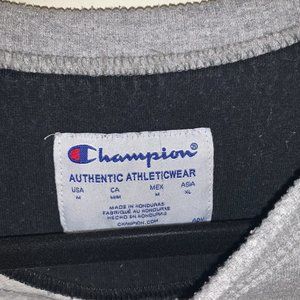 Champion®
AUTHENTIC ATHLETICWEAR
USA CA MEX ASIA
M M/M M XL
MADE IN HONDURAS
FABRIQUÉ AU HONDURAS
HECHO EN HONDURAS
CHAMPION.COM